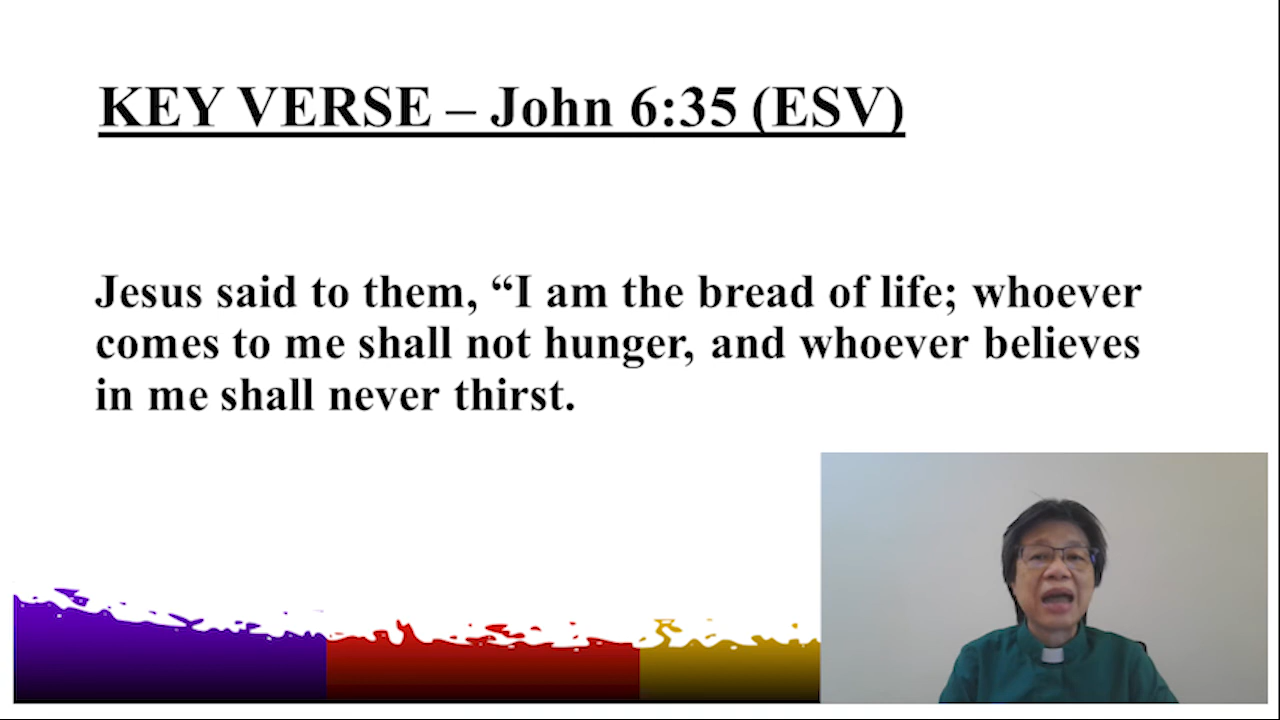 KEY VERSE – John 6:35 (ESV)
Jesus said to them, “I am the bread of life; whoever
comes to me shall not hunger, and whoever believes
in me shall never thirst.